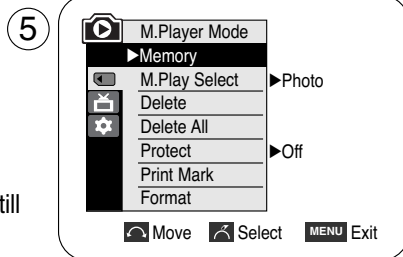 5
M.Player Mode
▶Memory
M.Play Select ▶Photo
Delete
Delete All
Protect ▶Off
Print Mark
Format
till
Move Select MENU Exit